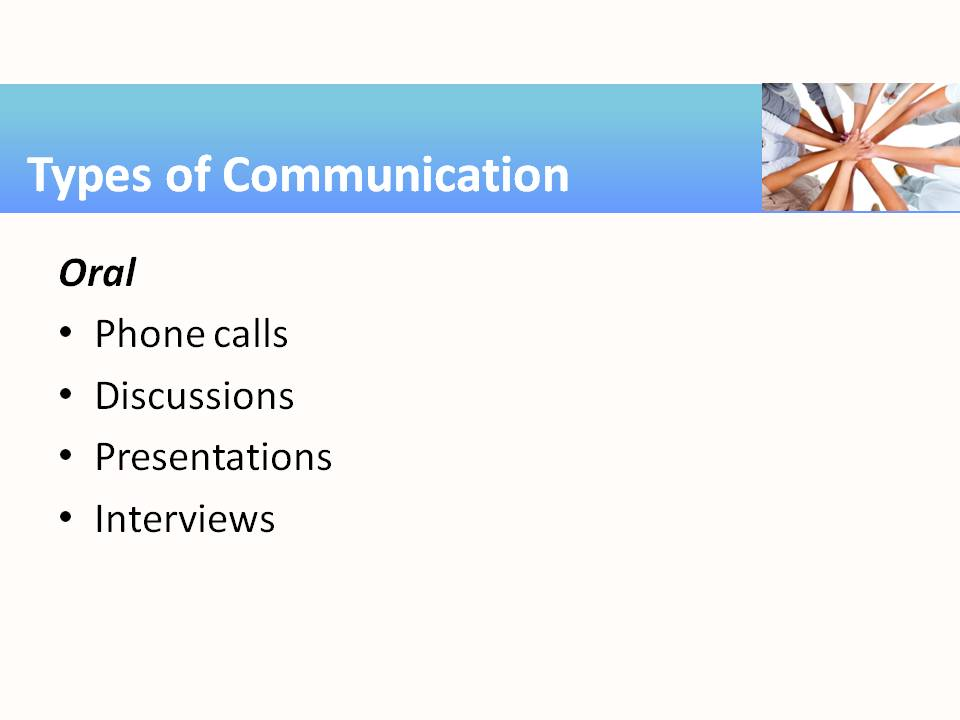 Types of Communication
Oral
• Phone calls
• Discussions
• Presentations
• Interviews